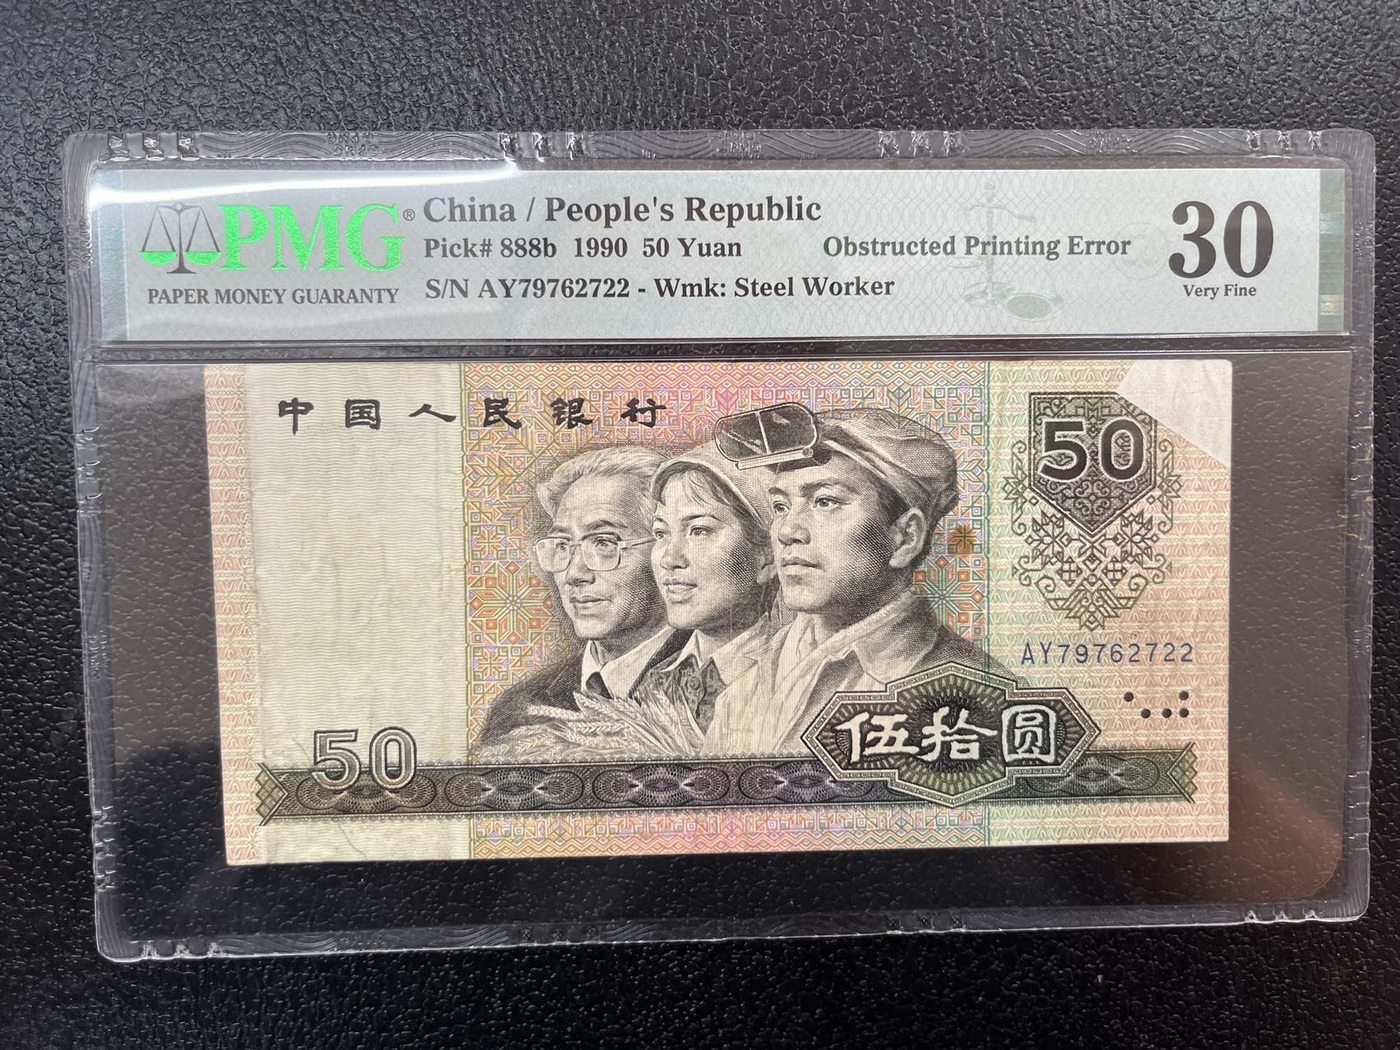 PMG® China / People's Republic
Pick# 888b 1990 50 Yuan Obstructed Printing Error 30
PAPER MONEY GUARANTY S/N AY79762722 - Wmk: Steel Worker Very Fine
中国人民银行
50
AY79762722
伍拾圆
50